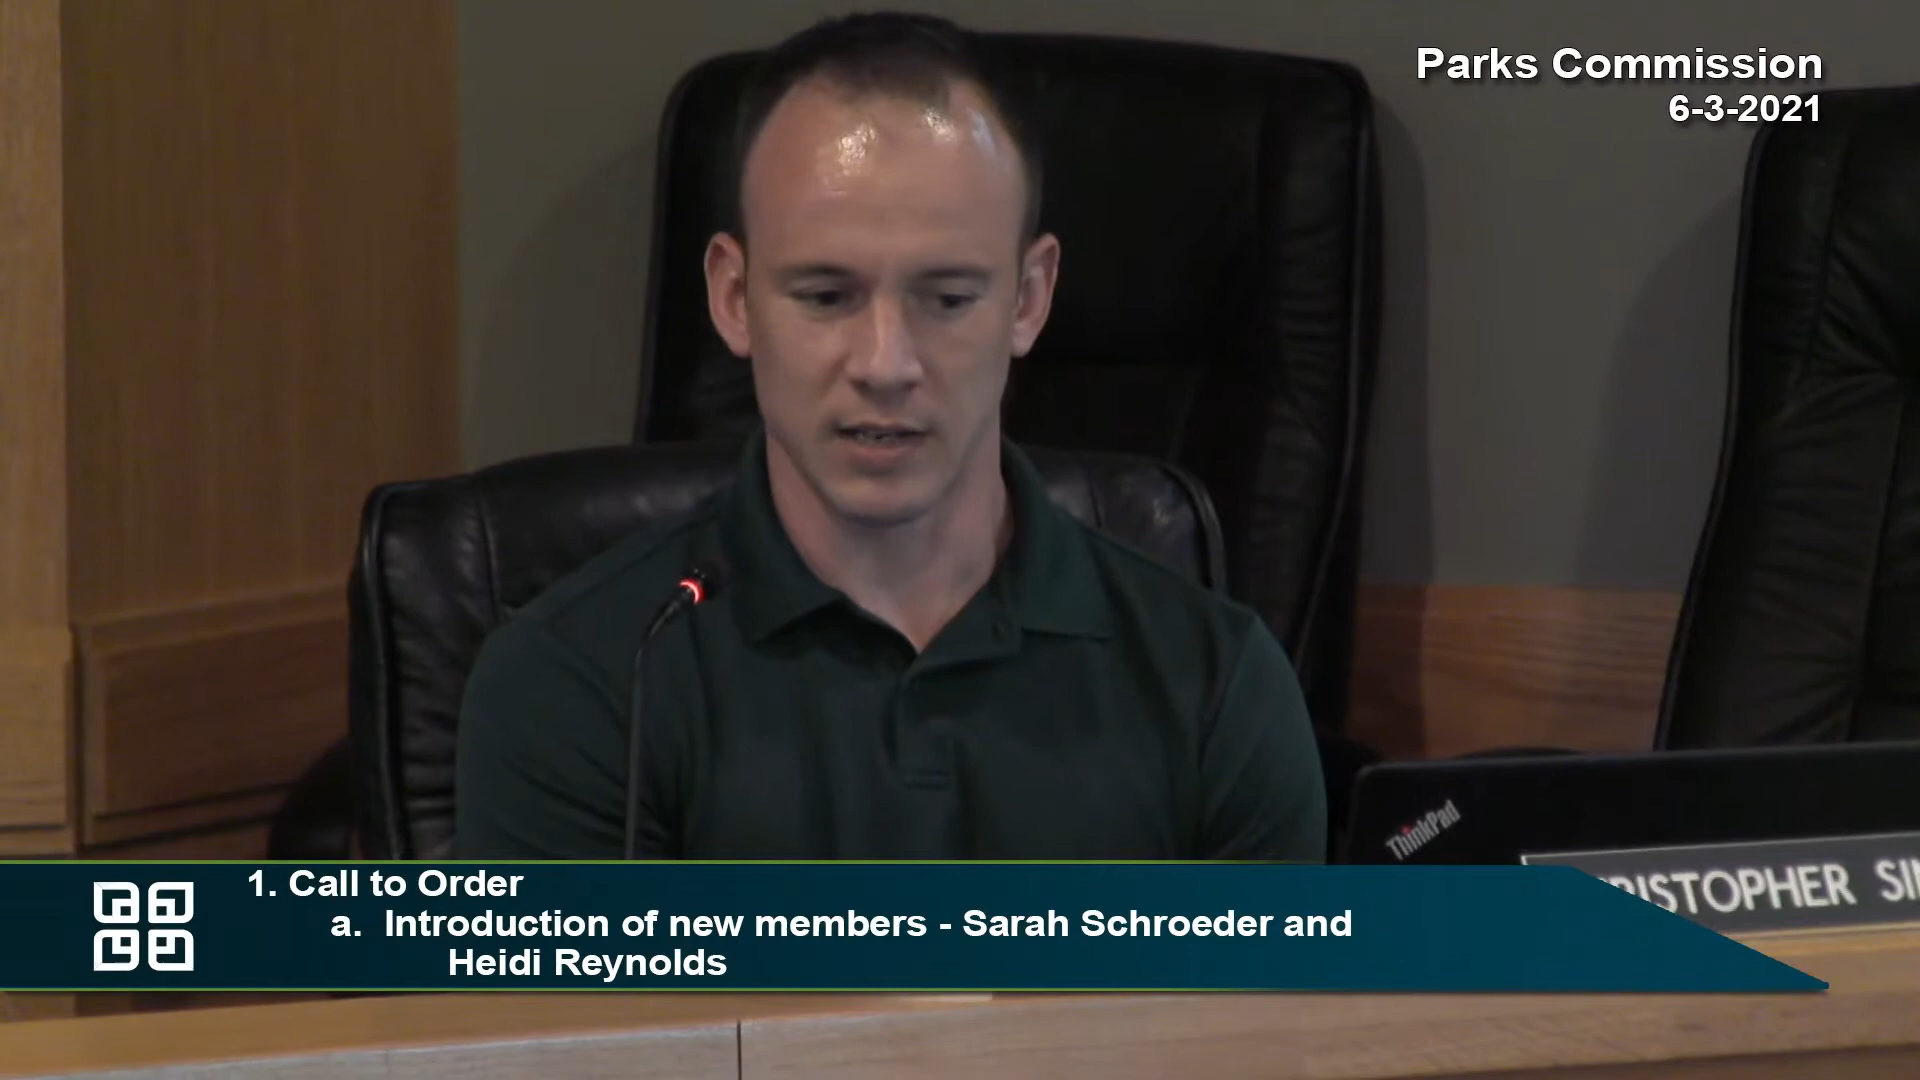 Parks Commission
6-3-2021
ThinkPad
1. Call to Order
a. Introduction of new members - Sarah Schroeder and
Heidi Reynolds